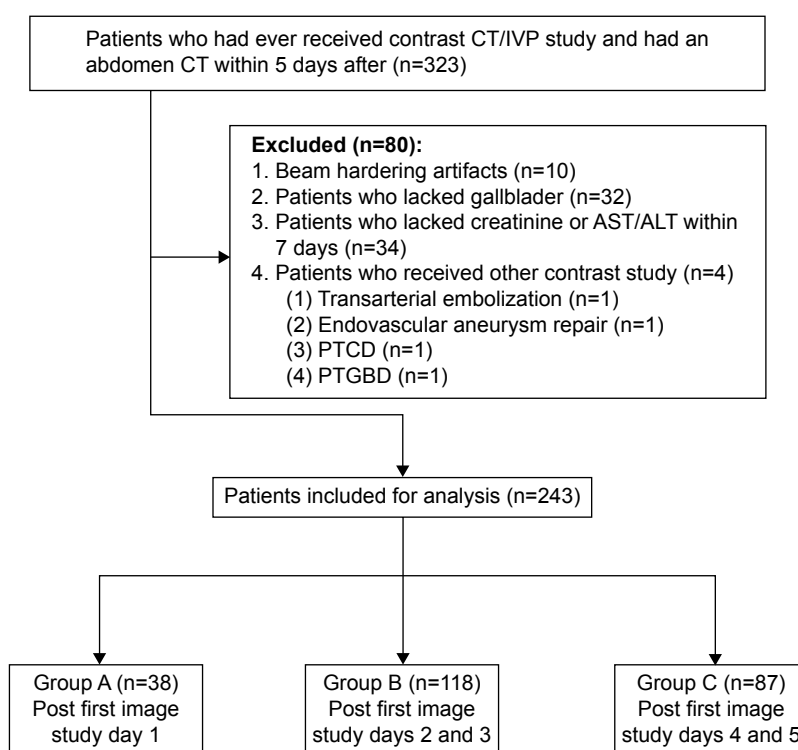 Patients who had ever received contrast CT/IVP study and had an
abdomen CT within 5 days after (n=323)
Excluded (n=80):
1. Beam hardering artifacts (n=10)
2. Patients who lacked gallblader (n=32)
3. Patients who lacked creatinine or AST/ALT within
7 days (n=34)
4. Patients who received other contrast study (n=4)
(1) Transarterial embolization (n=1)
(2) Endovascular aneurysm repair (n=1)
(3) PTCD (n=1)
(4) PTGBD (n=1)
Patients included for analysis (n=243)
Group A (n=38)
Post first image
study day 1
Group B (n=118)
Post first image
study days 2 and 3
Group C (n=87)
Post first image
study days 4 and 5